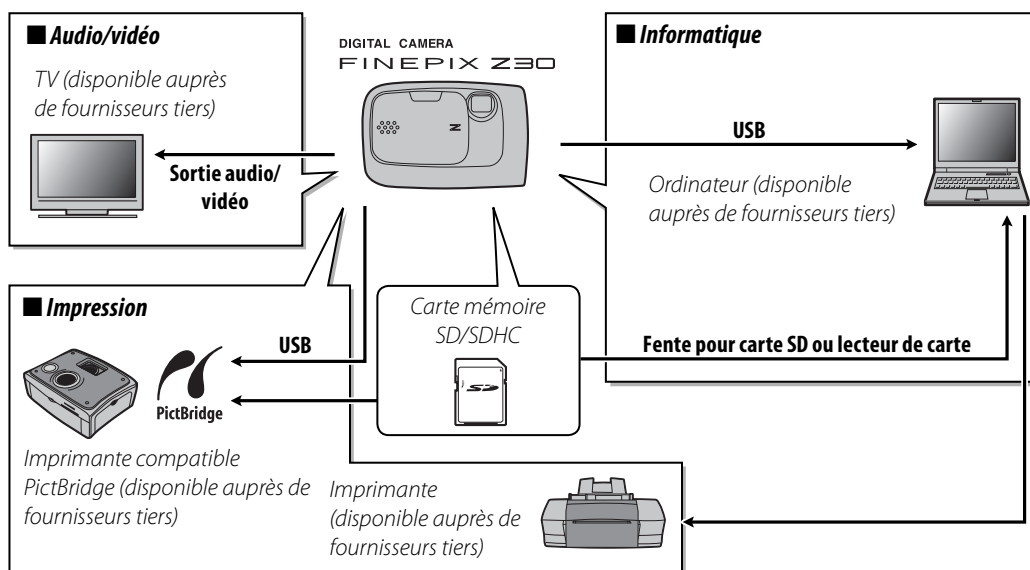 ■ Audio/vidéo
TV (disponible auprès
de fournisseurs tiers)
Sortie audio/
vidéo
DIGITAL CAMERA
FINEPIX Z30
Z
■ Informatique
USB
Ordinateur (disponible
auprès de fournisseurs tiers)
■ Impression
USB
PictBridge
Imprimante compatible
PictBridge (disponible auprès de
fournisseurs tiers)
Carte mémoire
SD/SDHC
SD
Fente pour carte SD ou lecteur de carte
Imprimante
(disponible auprès de
fournisseurs tiers)